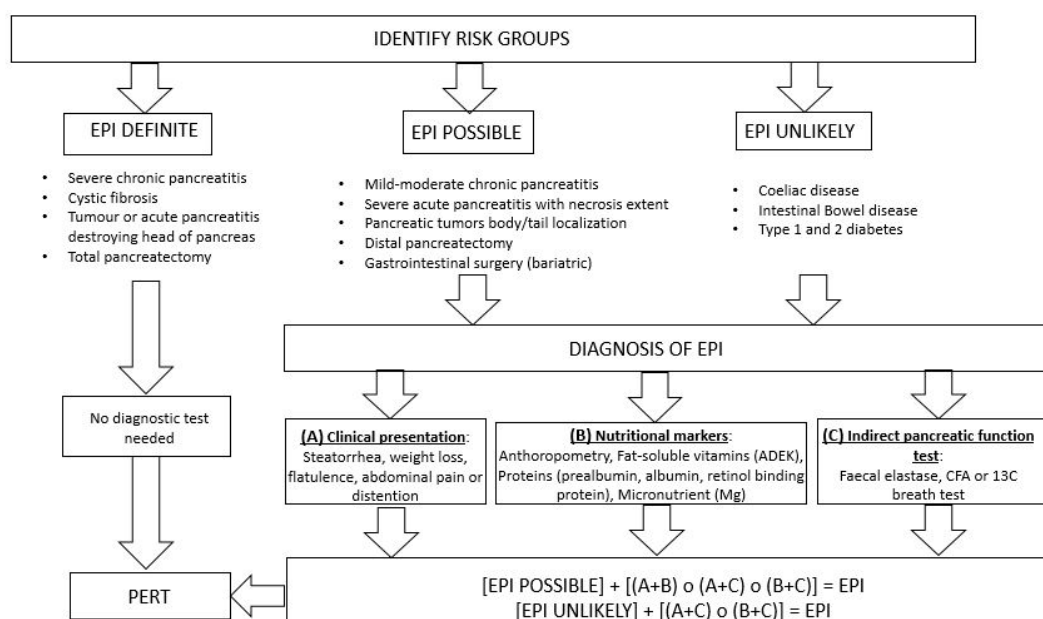 IDENTIFY RISK GROUPS
EPI DEFINITE
EPI POSSIBLE
EPI UNLIKELY
• Severe chronic pancreatitis
• Cystic fibrosis
• Tumour or acute pancreatitis
destroying head of pancreas
• Total pancreatectomy
• Mild-moderate chronic pancreatitis
• Severe acute pancreatitis with necrosis extent
• Pancreatic tumors body/tail localization
• Distal pancreatectomy
• Gastrointestinal surgery (bariatric)
• Coeliac disease
• Intestinal Bowel disease
• Type 1 and 2 diabetes
DIAGNOSIS OF EPI
No diagnostic test
needed
(A) Clinical presentation:
Steatorrhea, weight loss,
flatulence, abdominal pain or
distention
(B) Nutritional markers:
Anthoropometry, Fat-soluble vitamins (ADEK),
Proteins (prealbumin, albumin, retinol binding
protein), Micronutrient (Mg)
(C) Indirect pancreatic function
test:
Faecal elastase, CFA or 13C
breath test
PERT
[EPI POSSIBLE] + [(A+B) o (A+C) o (B+C)] = EPI
[EPI UNLIKELY] + [(A+C) o (B+C)] = EPI